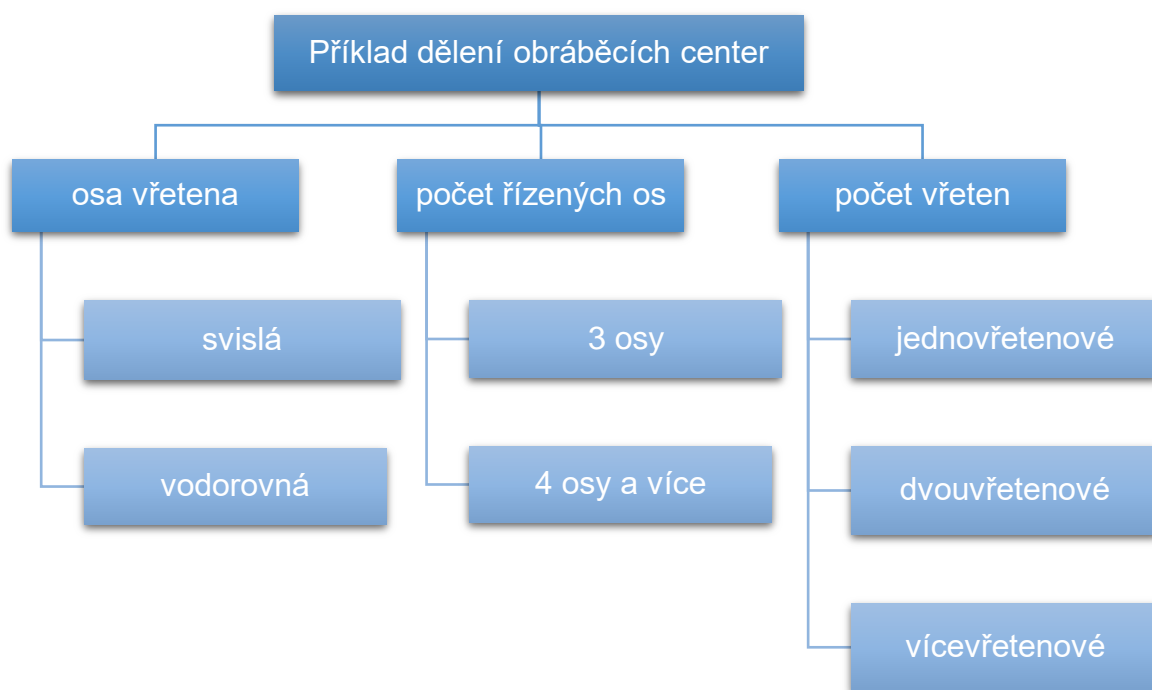 Příklad dělení obráběcích center
osa vřetena
svislá
vodorovná
počet řízených os
3 osy
4 osy a více
počet vřeten
jednovřetenové
dvouvřetenové
vícevřetenové